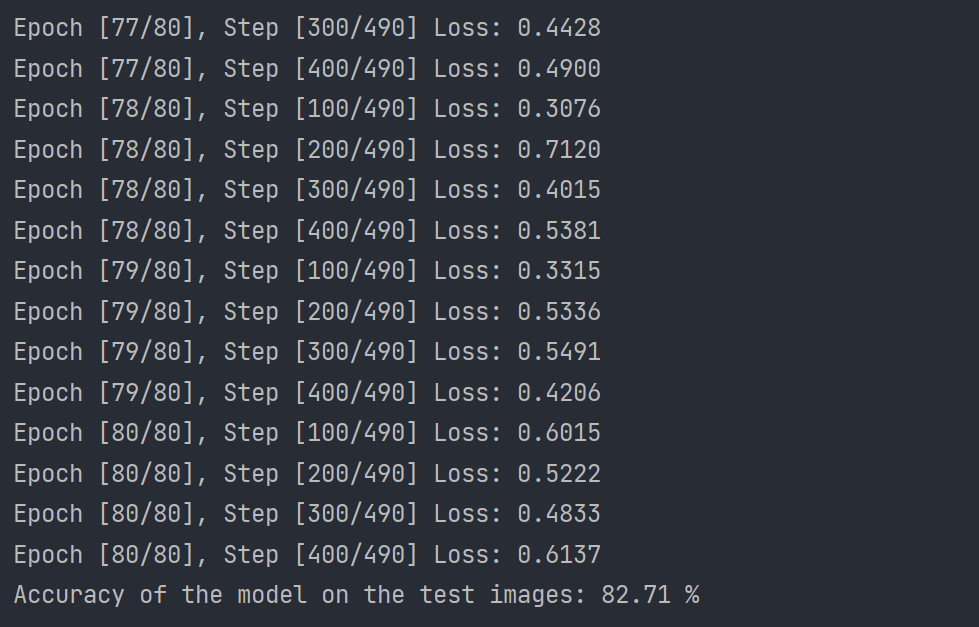 Epoch [77/80], Step [300/490] Loss: 0.4428
Epoch [77/80], Step [400/490] Loss: 0.4900
Epoch [78/80], Step [100/490] Loss: 0.3076
Epoch [78/80], Step [200/490] Loss: 0.7120
Epoch [78/80], Step [300/490] Loss: 0.4015
Epoch [78/80], Step [400/490] Loss: 0.5381
Epoch [79/80], Step [100/490] Loss: 0.3315
Epoch [79/80], Step [200/490] Loss: 0.5336
Epoch [79/80], Step [300/490] Loss: 0.5491
Epoch [79/80], Step [400/490] Loss: 0.4206
Epoch [80/80], Step [100/490] Loss: 0.6015
Epoch [80/80], Step [200/490] Loss: 0.5222
Epoch [80/80], Step [300/490] Loss: 0.4833
Epoch [80/80], Step [400/490] Loss: 0.6137
Accuracy of the model on the test images: 82.71 %